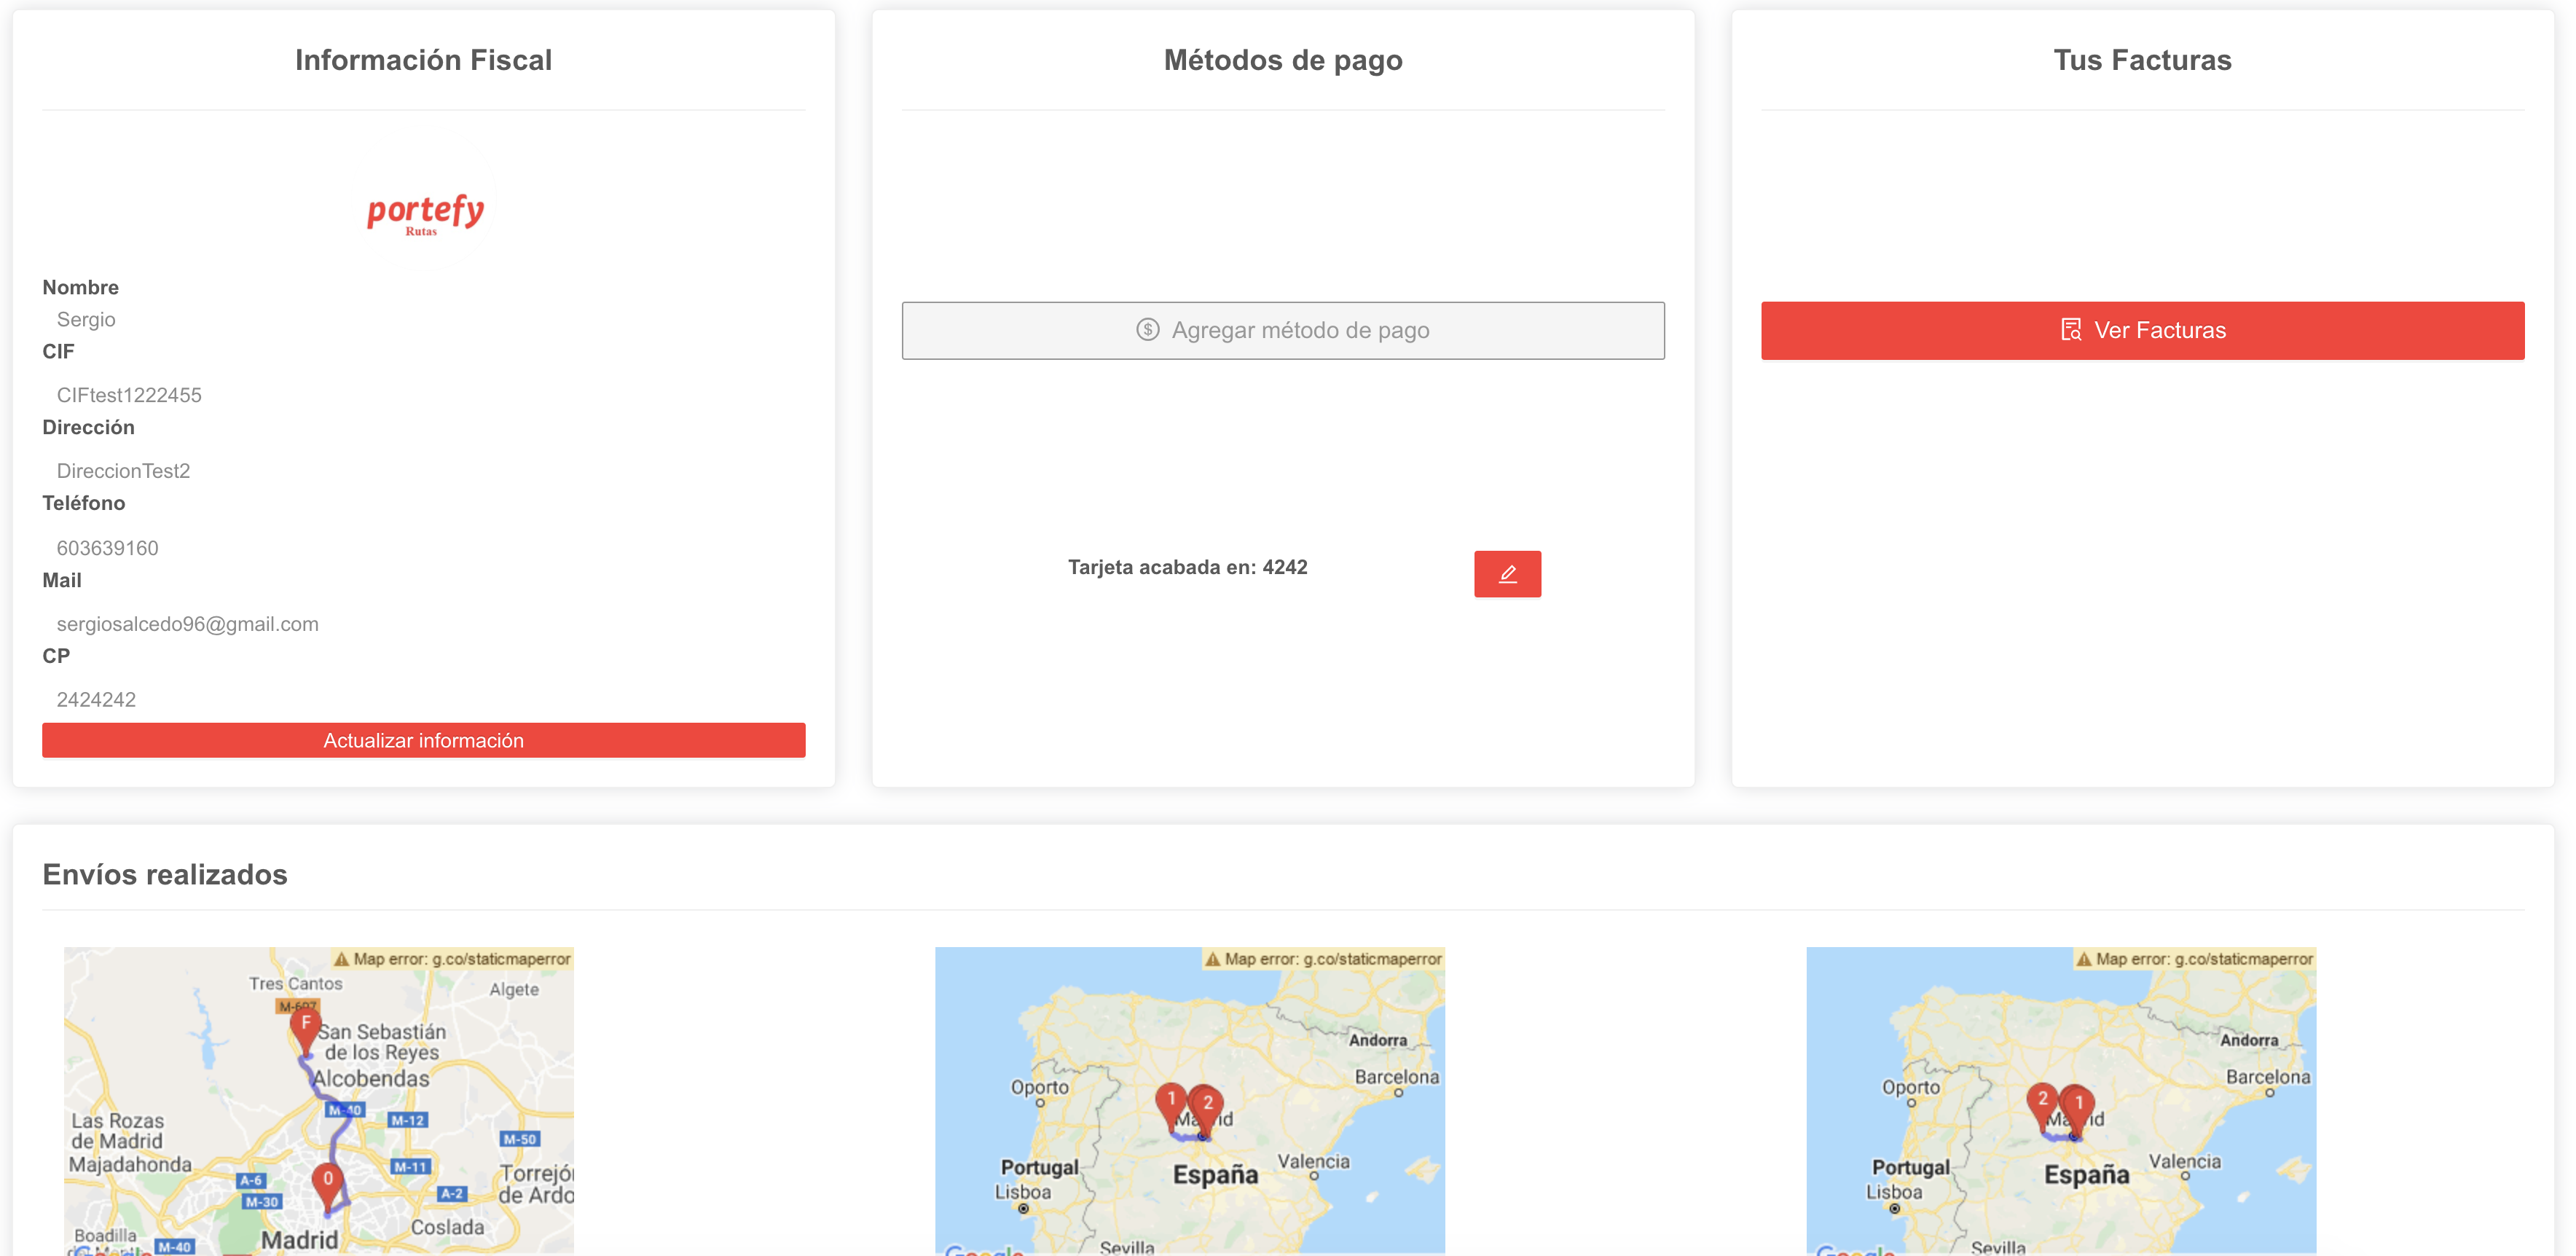 Información Fiscal
portefy
Rutas
Nombre
Sergio
CIF
CIFtest1222455
Dirección
DireccionTest2
Teléfono
603639160
Mail
sergiosalcedo96@gmail.com
CP
2424242
Actualizar información
Métodos de pago
Agregar método de pago
Tarjeta acabada en: 4242
Tus Facturas
Ver Facturas
Envíos realizados
Map error: g.co/staticmaperror
Tres Cantos
Algete
M-607
F
San Sebastián
de los Reyes
Alcobendas
M-40
M-12
Las Rozas
de Madrid
M-50
Majadahonda
M-11
0
A-6
M-30
A-2
Torrejó
de Ardo
Coslada
Boadilla
M-40
Madrid
Google
Map error: g.co/staticmaperror
Andorra
Barcelona
Oporto
1
2
Portugal
España
Valencia
Lisboa
Sevilla
Google
Map error: g.co/staticmaperror
Andorra
Barcelona
Oporto
2
1
Portugal
España
Valencia
Lisboa
Sevilla
Google